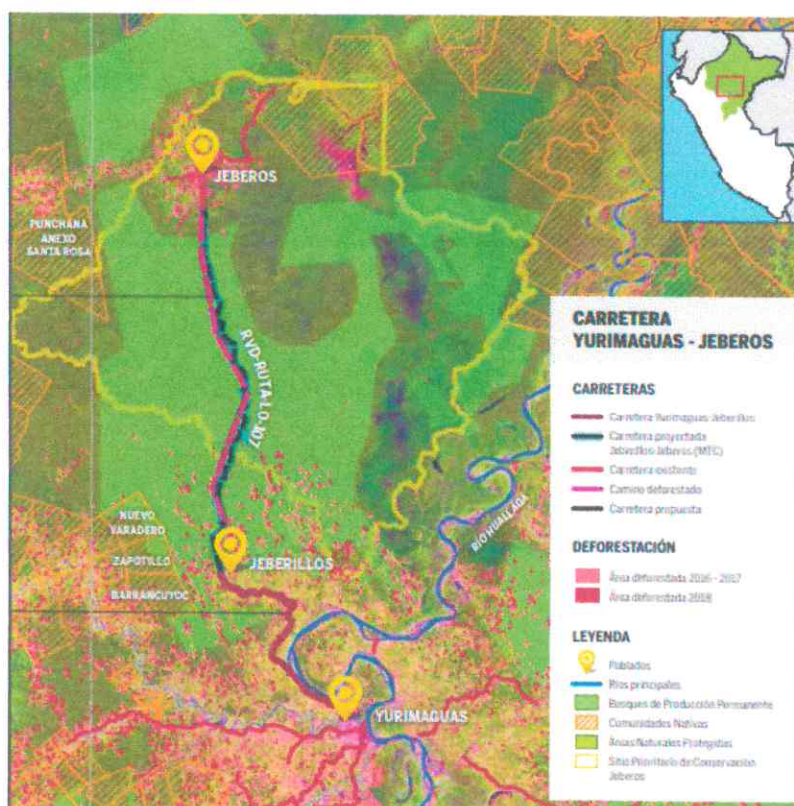 JEBEROS
PUNCHANA
ANEXO
SANTA ROSA
RVD-RUTA-LO-107
NUEVO
VARADERO
ZAPOTILLO
BARRANCUYOC
JEBERILLOS
RÍO HUALLAGA
YURIMAGUAS
CARRETERA
YURIMAGUAS - JEBEROS
CARRETERAS
Carretera Yurimaguas-Jeberillos
Carretera proyectada
Jeberillos-Jeberos (MTC)
Carretera existente
Camino deforestado
Carretera propuesta
DEFORESTACIÓN
Área deforestada 2016 - 2017
Área deforestada 2018
LEYENDA
Poblados
Ríos principales
Bosques de Producción Permanente
Comunidades Nativas
Áreas Naturales Protegidas
Sitio Prioritario de Conservación
Jeberos